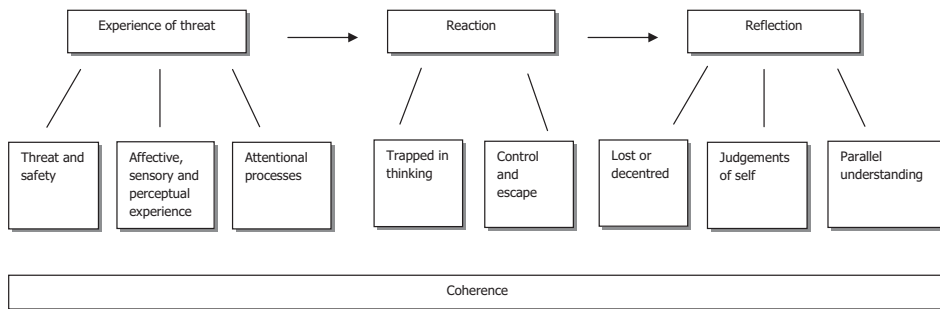 Experience of threat
Reaction
Reflection
Threat and
safety
Affective,
sensory and
perceptual
experience
Attentional
processes
Trapped in
thinking
Control
and
escape
Lost or
decentred
Judgements
of self
Parallel
understanding
Coherence